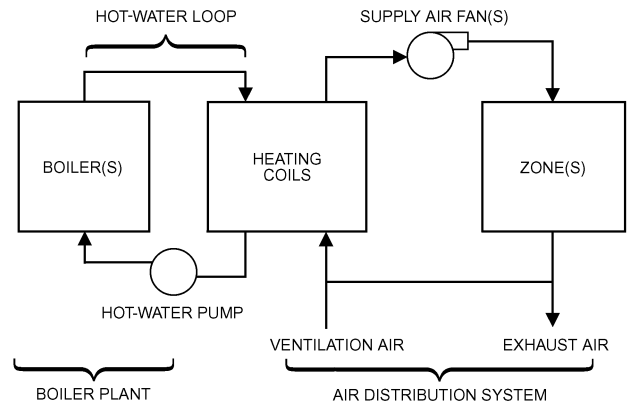 HOT-WATER LOOP
SUPPLY AIR FAN(S)
BOILER(S)
HEATING
COILS
ZONE(S)
HOT-WATER PUMP
VENTILATION AIR
EXHAUST AIR
BOILER PLANT
AIR DISTRIBUTION SYSTEM